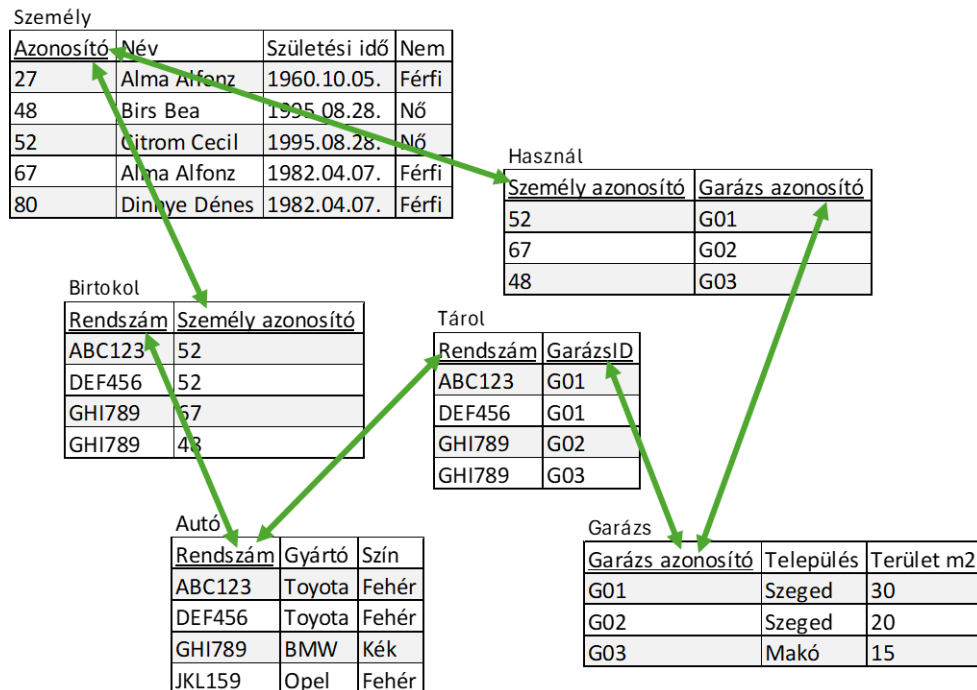 Személy
Azonosító Név Születési idő Nem
27 Alma Alfonz 1960.10.05. Férfi
48 Birs Bea 1995.08.28. Nő
52 Citrom Cecil 1995.08.28. Nő
67 Alma Alfonz 1982.04.07. Férfi
80 Dinnye Dénes 1982.04.07. Férfi
Használ
Személy azonosító Garázs azonosító
52 G01
67 G02
48 G03
Birtokol
Rendszám Személy azonosító
ABC123 52
DEF456 52
GHI789 67
GHI789 48
Tárol
Rendszám GarázsID
ABC123 G01
DEF456 G01
GHI789 G02
GHI789 G03
Autó
Rendszám Gyártó Szín
ABC123 Toyota Fehér
DEF456 Toyota Fehér
GHI789 BMW Kék
JKL159 Opel Fehér
Garázs
Garázs azonosító Település Terület m2
G01 Szeged 30
G02 Szeged 20
G03 Makó 15